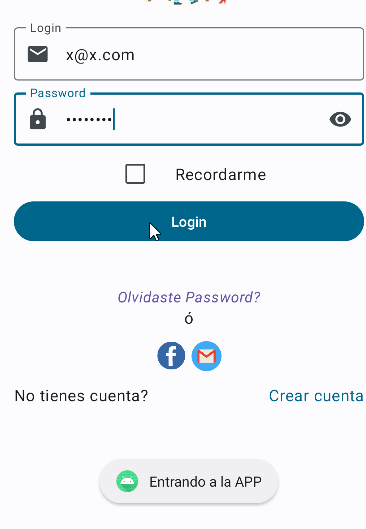 Login
x@x.com
Password
••••••••
Recordarme
Login
Olvidaste Password?
ó
No tienes cuenta?
Crear cuenta
Entrando a la APP